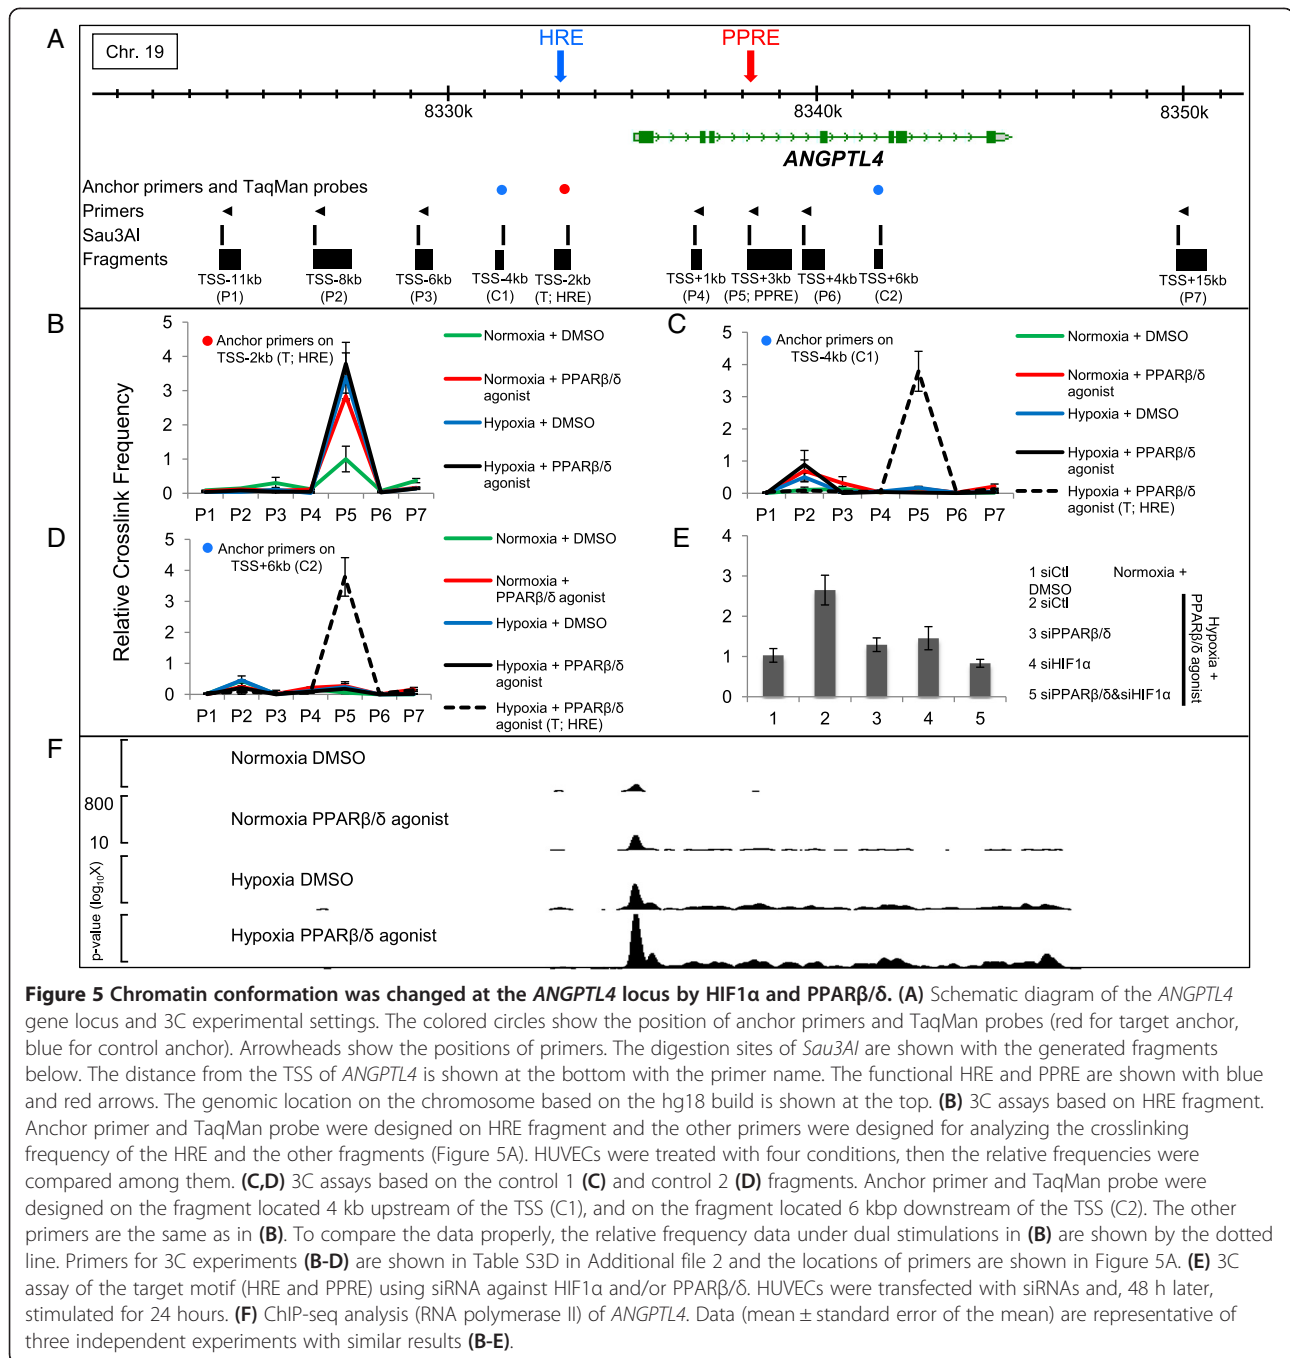 A
Chr. 19
HRE
PPRE
8330k
8340k
8350k
ANGPTL4
Anchor primers and TaqMan probes
Primers
Sau3AI
Fragments
TSS-11kb
(P1)
TSS-8kb
(P2)
TSS-6kb
(P3)
TSS-4kb
(C1)
TSS-2kb
(T; HRE)
TSS+1kb
(P4)
TSS+3kb
(P5; PPRE)
TSS+4kb
(P6)
TSS+6kb
(C2)
TSS+15kb
(P7)
Relative Crosslink Frequency
B
5
4
3
2
1
0
Anchor primers on
TSS-2kb (T; HRE)
P1 P2 P3 P4 P5 P6 P7
Normoxia + DMSO
Normoxia + PPARβ/δ
agonist
Hypoxia + DMSO
Hypoxia + PPARβ/δ
agonist
C
5
4
3
2
1
0
Anchor primers on
TSS-4kb (C1)
P1 P2 P3 P4 P5 P6 P7
Normoxia + DMSO
Normoxia + PPARβ/δ
agonist
Hypoxia + DMSO
Hypoxia + PPARβ/δ
agonist
Hypoxia + PPARβ/δ
agonist (T; HRE)
D
5
4
3
2
1
0
Anchor primers on
TSS+6kb (C2)
P1 P2 P3 P4 P5 P6 P7
Normoxia + DMSO
Normoxia +
PPARβ/δ agonist
Hypoxia + DMSO
Hypoxia + PPARβ/δ
agonist
Hypoxia + PPARβ/δ
agonist (T; HRE)
E
4
3
2
1
0
1 2 3 4 5
1 siCtl Normoxia +
DMSO
2 siCtl
3 siPPARβ/δ
4 siHIF1α
5 siPPARβ/δ&siHIF1α
Hypoxia +
PPARβ/δ agonist
F
Normoxia DMSO
800
10
Normoxia PPARβ/δ agonist
Hypoxia DMSO
Hypoxia PPARβ/δ agonist
p-value (log₁₀X)
Figure 5 Chromatin conformation was changed at the ANGPTL4 locus by HIF1α and PPARβ/δ. (A) Schematic diagram of the ANGPTL4
gene locus and 3C experimental settings. The colored circles show the position of anchor primers and TaqMan probes (red for target anchor,
blue for control anchor). Arrowheads show the positions of primers. The digestion sites of Sau3AI are shown with the generated fragments
below. The distance from the TSS of ANGPTL4 is shown at the bottom with the primer name. The functional HRE and PPRE are shown with blue
and red arrows. The genomic location on the chromosome based on the hg18 build is shown at the top. (B) 3C assays based on HRE fragment.
Anchor primer and TaqMan probe were designed on HRE fragment and the other primers were designed for analyzing the crosslinking
frequency of the HRE and the other fragments (Figure 5A). HUVECs were treated with four conditions, then the relative frequencies were
compared among them. (C,D) 3C assays based on the control 1 (C) and control 2 (D) fragments. Anchor primer and TaqMan probe were
designed on the fragment located 4 kb upstream of the TSS (C1), and on the fragment located 6 kbp downstream of the TSS (C2). The other
primers are the same as in (B). To compare the data properly, the relative frequency data under dual stimulations in (B) are shown by the dotted
line. Primers for 3C experiments (B-D) are shown in Table S3D in Additional file 2 and the locations of primers are shown in Figure 5A. (E) 3C
assay of the target motif (HRE and PPRE) using siRNA against HIF1α and/or PPARβ/δ. HUVECs were transfected with siRNAs and, 48 h later,
stimulated for 24 hours. (F) ChIP-seq analysis (RNA polymerase II) of ANGPTL4. Data (mean ± standard error of the mean) are representative of
three independent experiments with similar results (B-E).